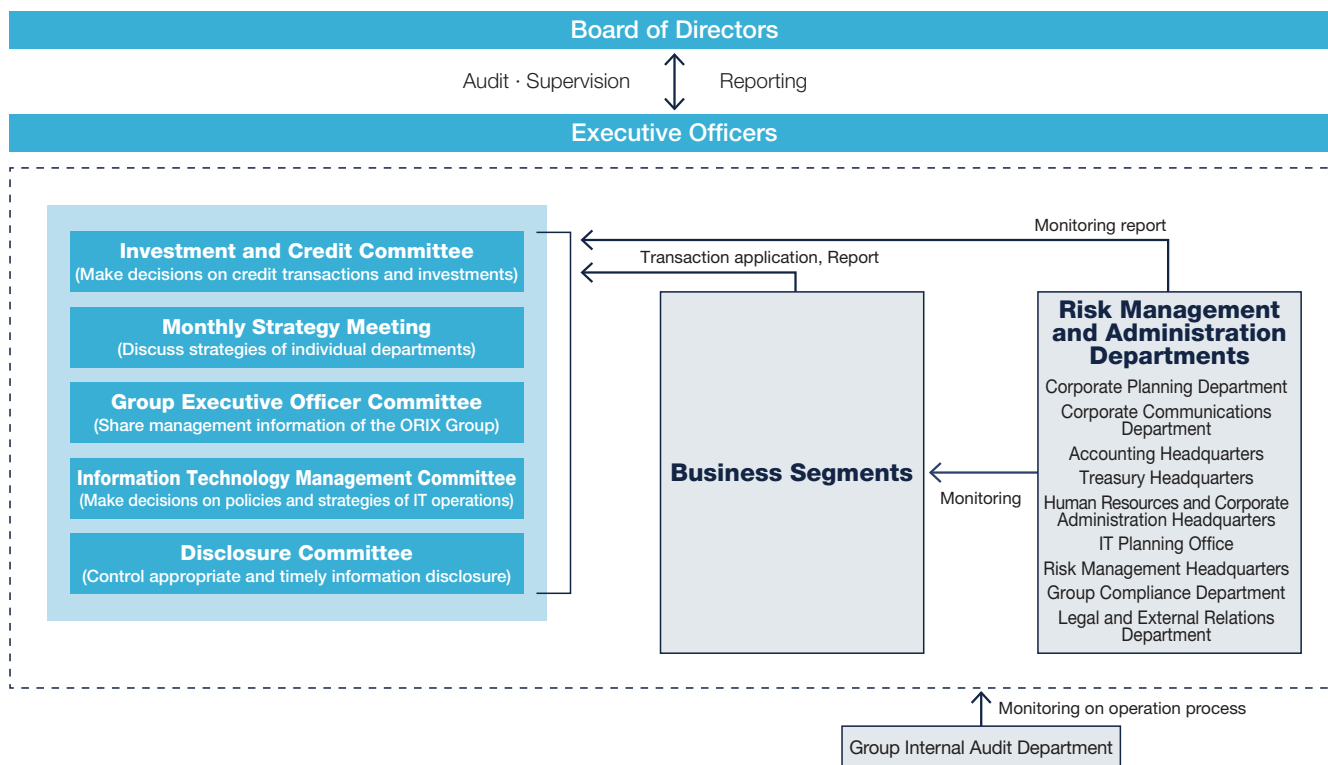 Board of Directors
Audit · Supervision
Reporting
Executive Officers
Investment and Credit Committee
(Make decisions on credit transactions and investments)
Monthly Strategy Meeting
(Discuss strategies of individual departments)
Group Executive Officer Committee
(Share management information of the ORIX Group)
Information Technology Management Committee
(Make decisions on policies and strategies of IT operations)
Disclosure Committee
(Control appropriate and timely information disclosure)
Monitoring report
Transaction application, Report
Business Segments
Monitoring
Risk Management
and Administration
Departments
Corporate Planning Department
Corporate Communications
Department
Accounting Headquarters
Treasury Headquarters
Human Resources and Corporate
Administration Headquarters
IT Planning Office
Risk Management Headquarters
Group Compliance Department
Legal and External Relations
Department
Monitoring on operation process
Group Internal Audit Department